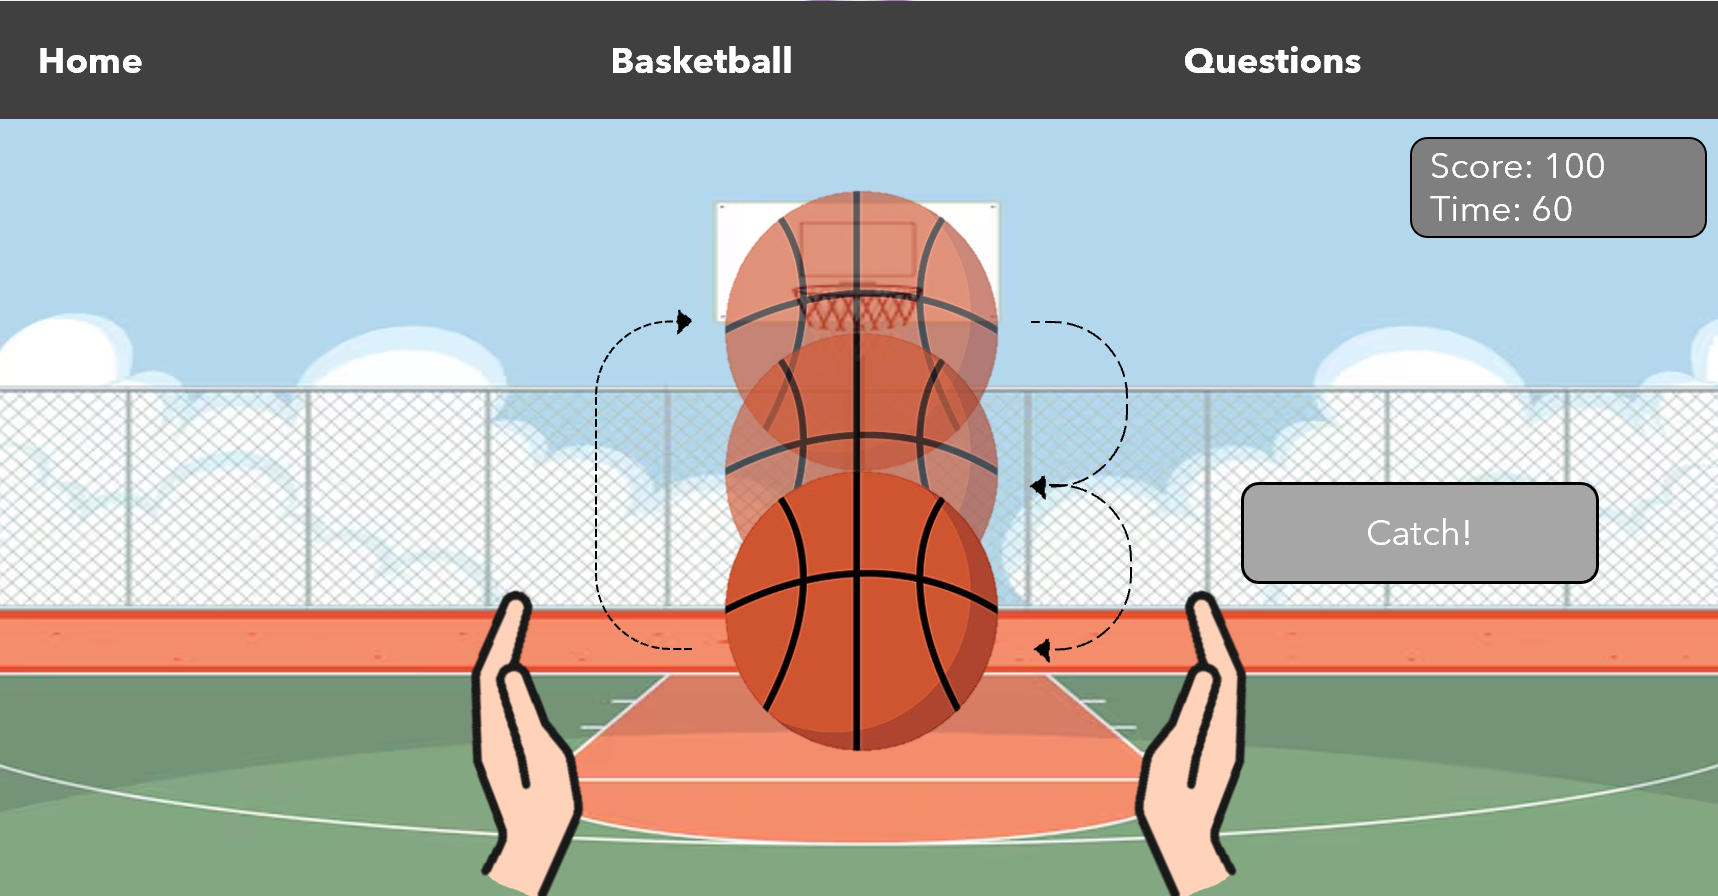 Home
Basketball
Questions
Score: 100
Time: 60
Catch!